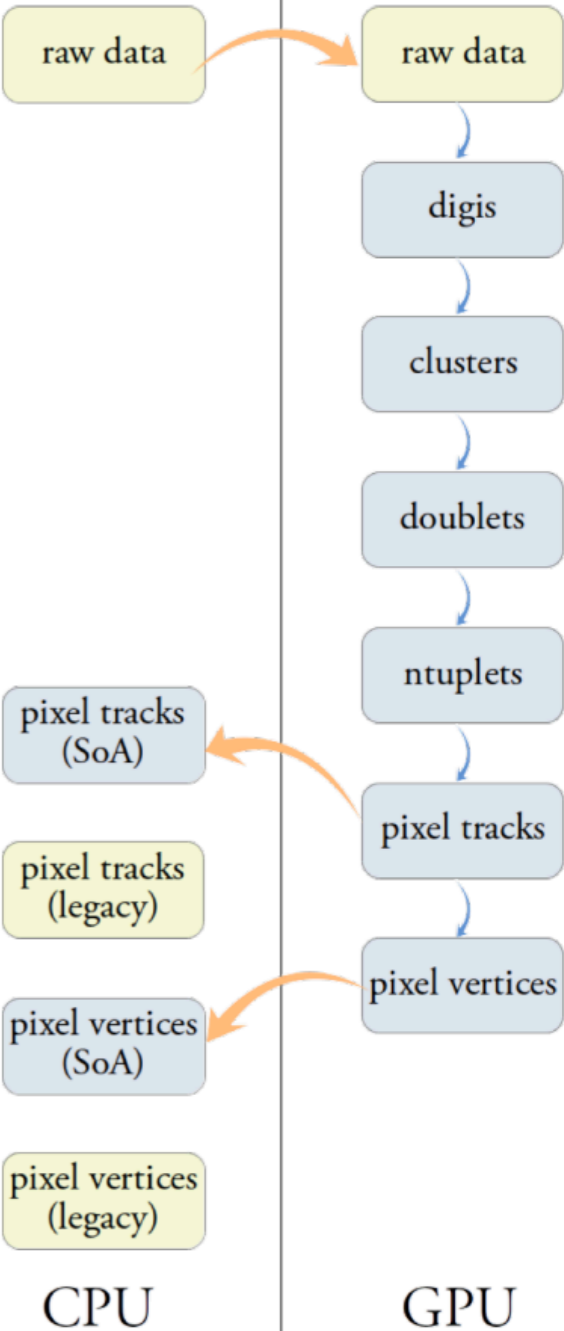 raw data
raw data
digis
clusters
doublets
ntuplets
pixel tracks
(SoA)
pixel tracks
pixel tracks
(legacy)
pixel vertices
pixel vertices
(SoA)
pixel vertices
(legacy)
CPU
GPU